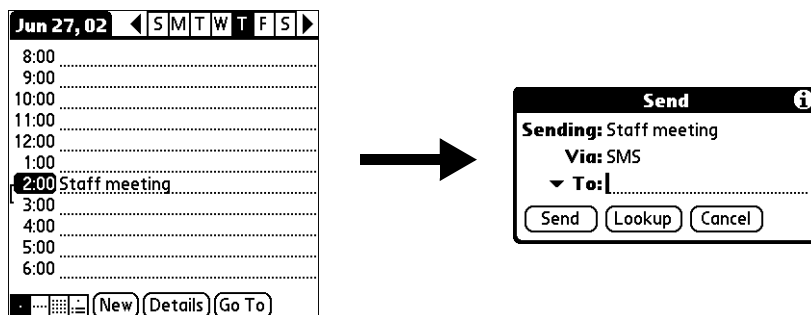 Jun 27, 02 S M T W T F S
8:00
9:00
10:00
11:00
12:00
1:00
2:00 Staff meeting
3:00
4:00
5:00
6:00
New Details Go To
Send i
Sending: Staff meeting
Via: SMS
To:
Send Lookup Cancel